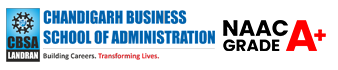 CBSA
LANDRAN
CHANDIGARH BUSINESS
SCHOOL OF ADMINISTRATION
Building Careers. Transforming Lives.
NAAC
GRADE A+